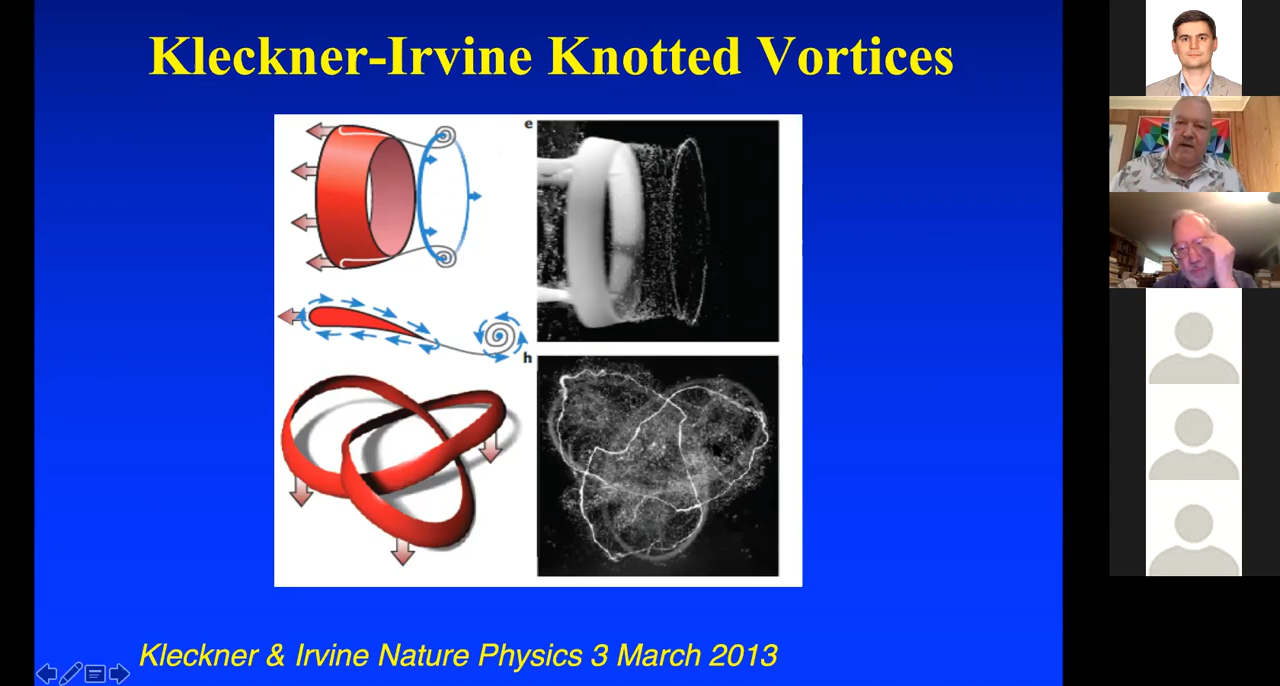 Kleckner-Irvine Knotted Vortices
e
h
Kleckner & Irvine Nature Physics 3 March 2013